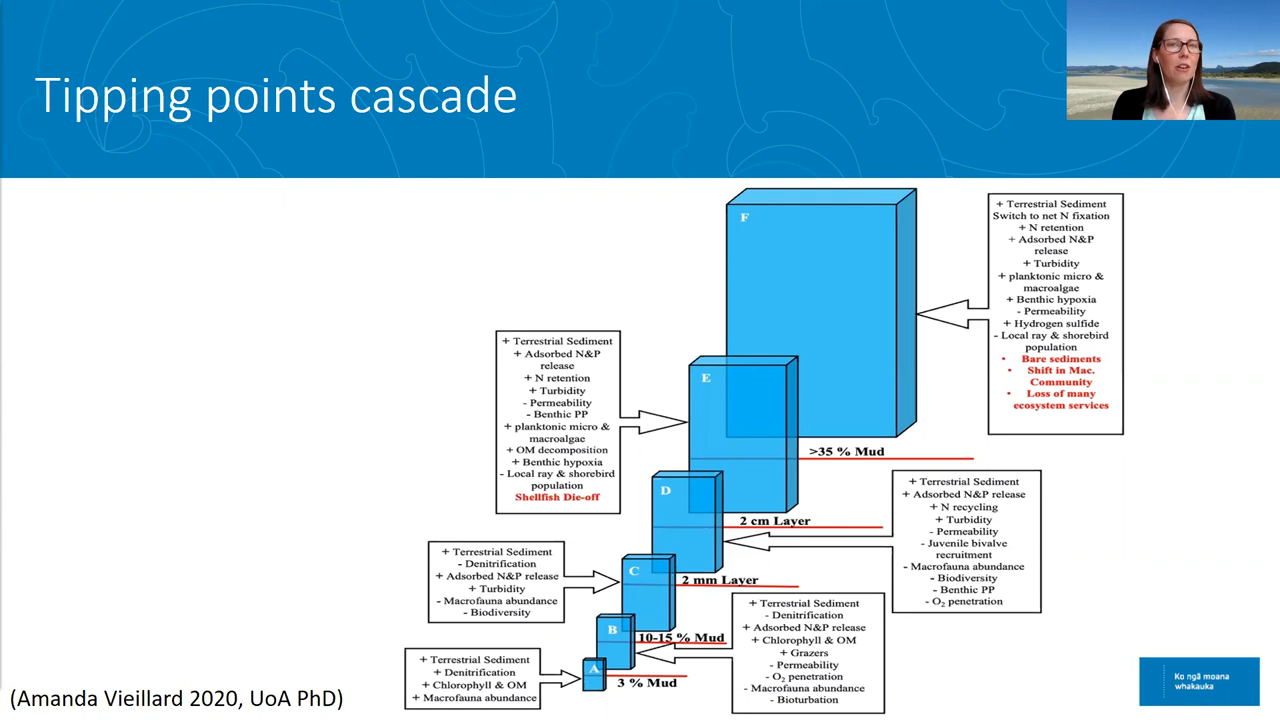 Tipping points cascade
F
+ Terrestrial Sediment
Switch to net N fixation
+ N retention
+ Adsorbed N&P
release
+ Turbidity
+ planktonic micro &
macroalgae
+ Benthic hypoxia
- Permeability
+ Hydrogen sulfide
- Local ray & shorebird
population
• Bare sediments
• Shift in Mac.
Community
• Loss of many
ecosystem services
>35 % Mud
E
+ Terrestrial Sediment
+ Adsorbed N&P
release
+ N retention
+ Turbidity
- Permeability
- Benthic PP
+ planktonic micro &
macroalgae
+ OM decomposition
+ Benthic hypoxia
- Local ray & shorebird
population
Shellfish Die-off
2 cm Layer
D
+ Terrestrial Sediment
+ Adsorbed N&P release
+ N recycling
+ Turbidity
- Permeability
- Juvenile bivalve
recruitment
- Macrofauna abundance
- Biodiversity
- Benthic PP
- O₂ penetration
2 mm Layer
C
+ Terrestrial Sediment
- Denitrification
+ Adsorbed N&P release
+ Turbidity
- Macrofauna abundance
- Biodiversity
10-15 % Mud
B
+ Terrestrial Sediment
- Denitrification
+ Adsorbed N&P release
+ Chlorophyll & OM
+ Grazers
- Permeability
- O₂ penetration
- Macrofauna abundance
- Bioturbation
A
3 % Mud
+ Terrestrial Sediment
+ Denitrification
+ Chlorophyll & OM
+ Macrofauna abundance
(Amanda Vieillard 2020, UoA PhD)
Ko ngā moana
whakauka